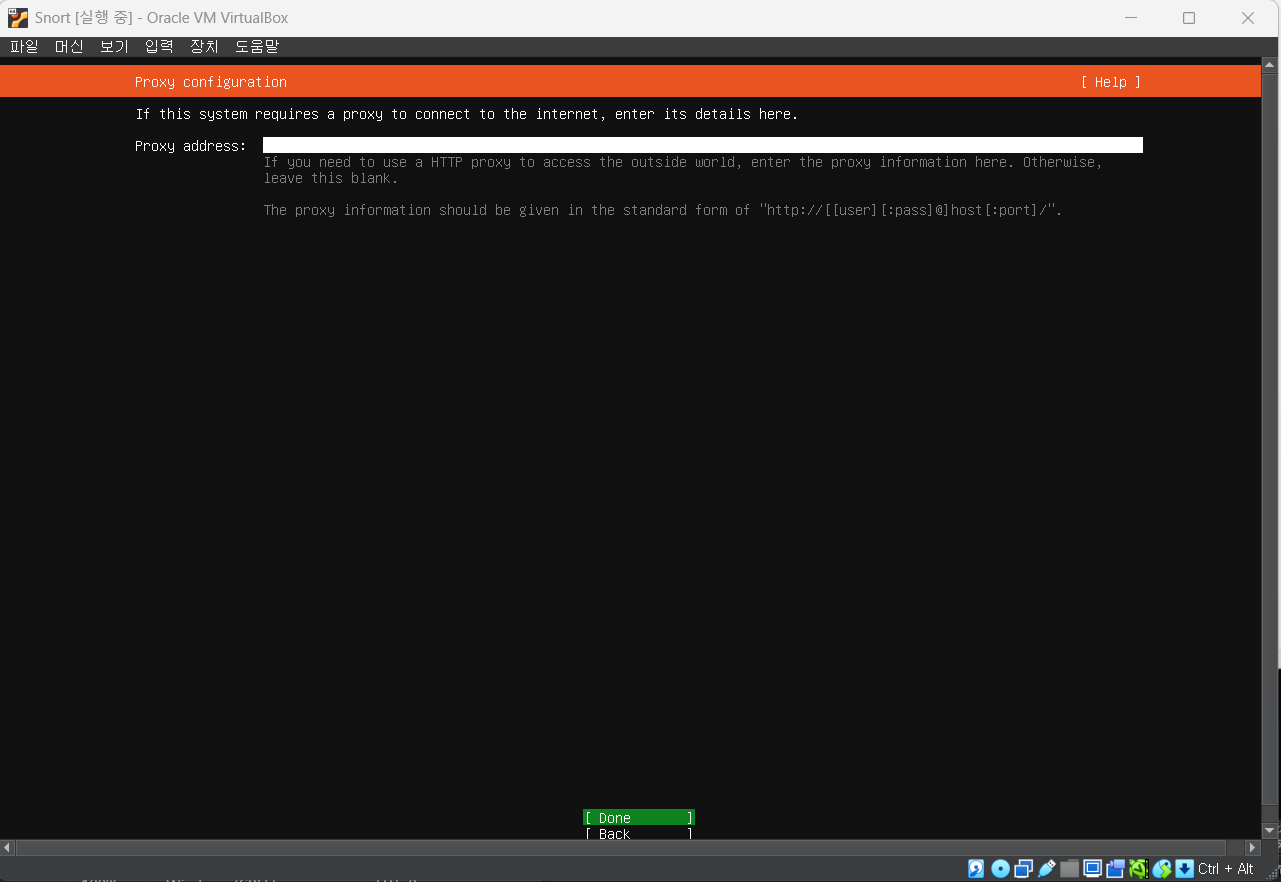 Snort [실행 중] - Oracle VM VirtualBox
파일 머신 보기 입력 장치 도움말
Proxy configuration [ Help ]
If this system requires a proxy to connect to the internet, enter its details here.
Proxy address:
If you need to use a HTTP proxy to access the outside world, enter the proxy information here. Otherwise,
leave this blank.
The proxy information should be given in the standard form of "http://[[user][:pass]@]host[:port]/".
[ Done ]
[ Back ]
Ctrl + Alt